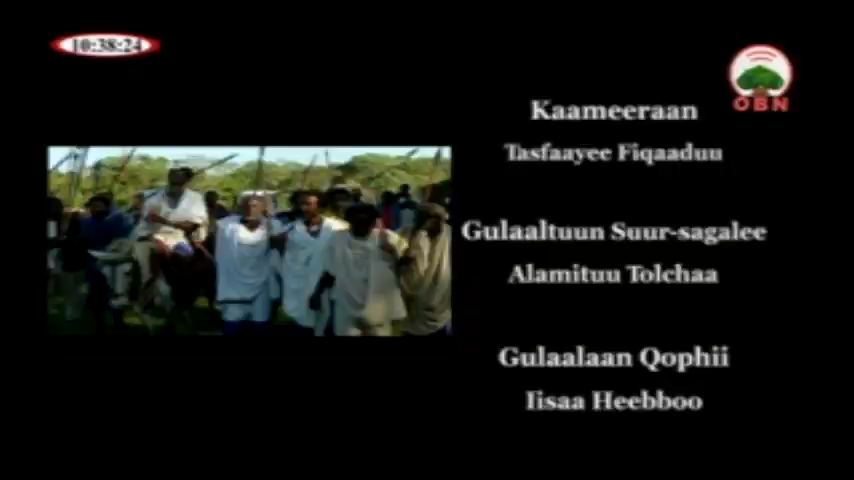 10:38:24
OBN
Kaameeraan
Tasfaayee Fiqaaduu
Gulaaltuun Suur-sagalee
Alamituu Tolchaa
Gulaalaan Qophii
Iisaa Heebboo